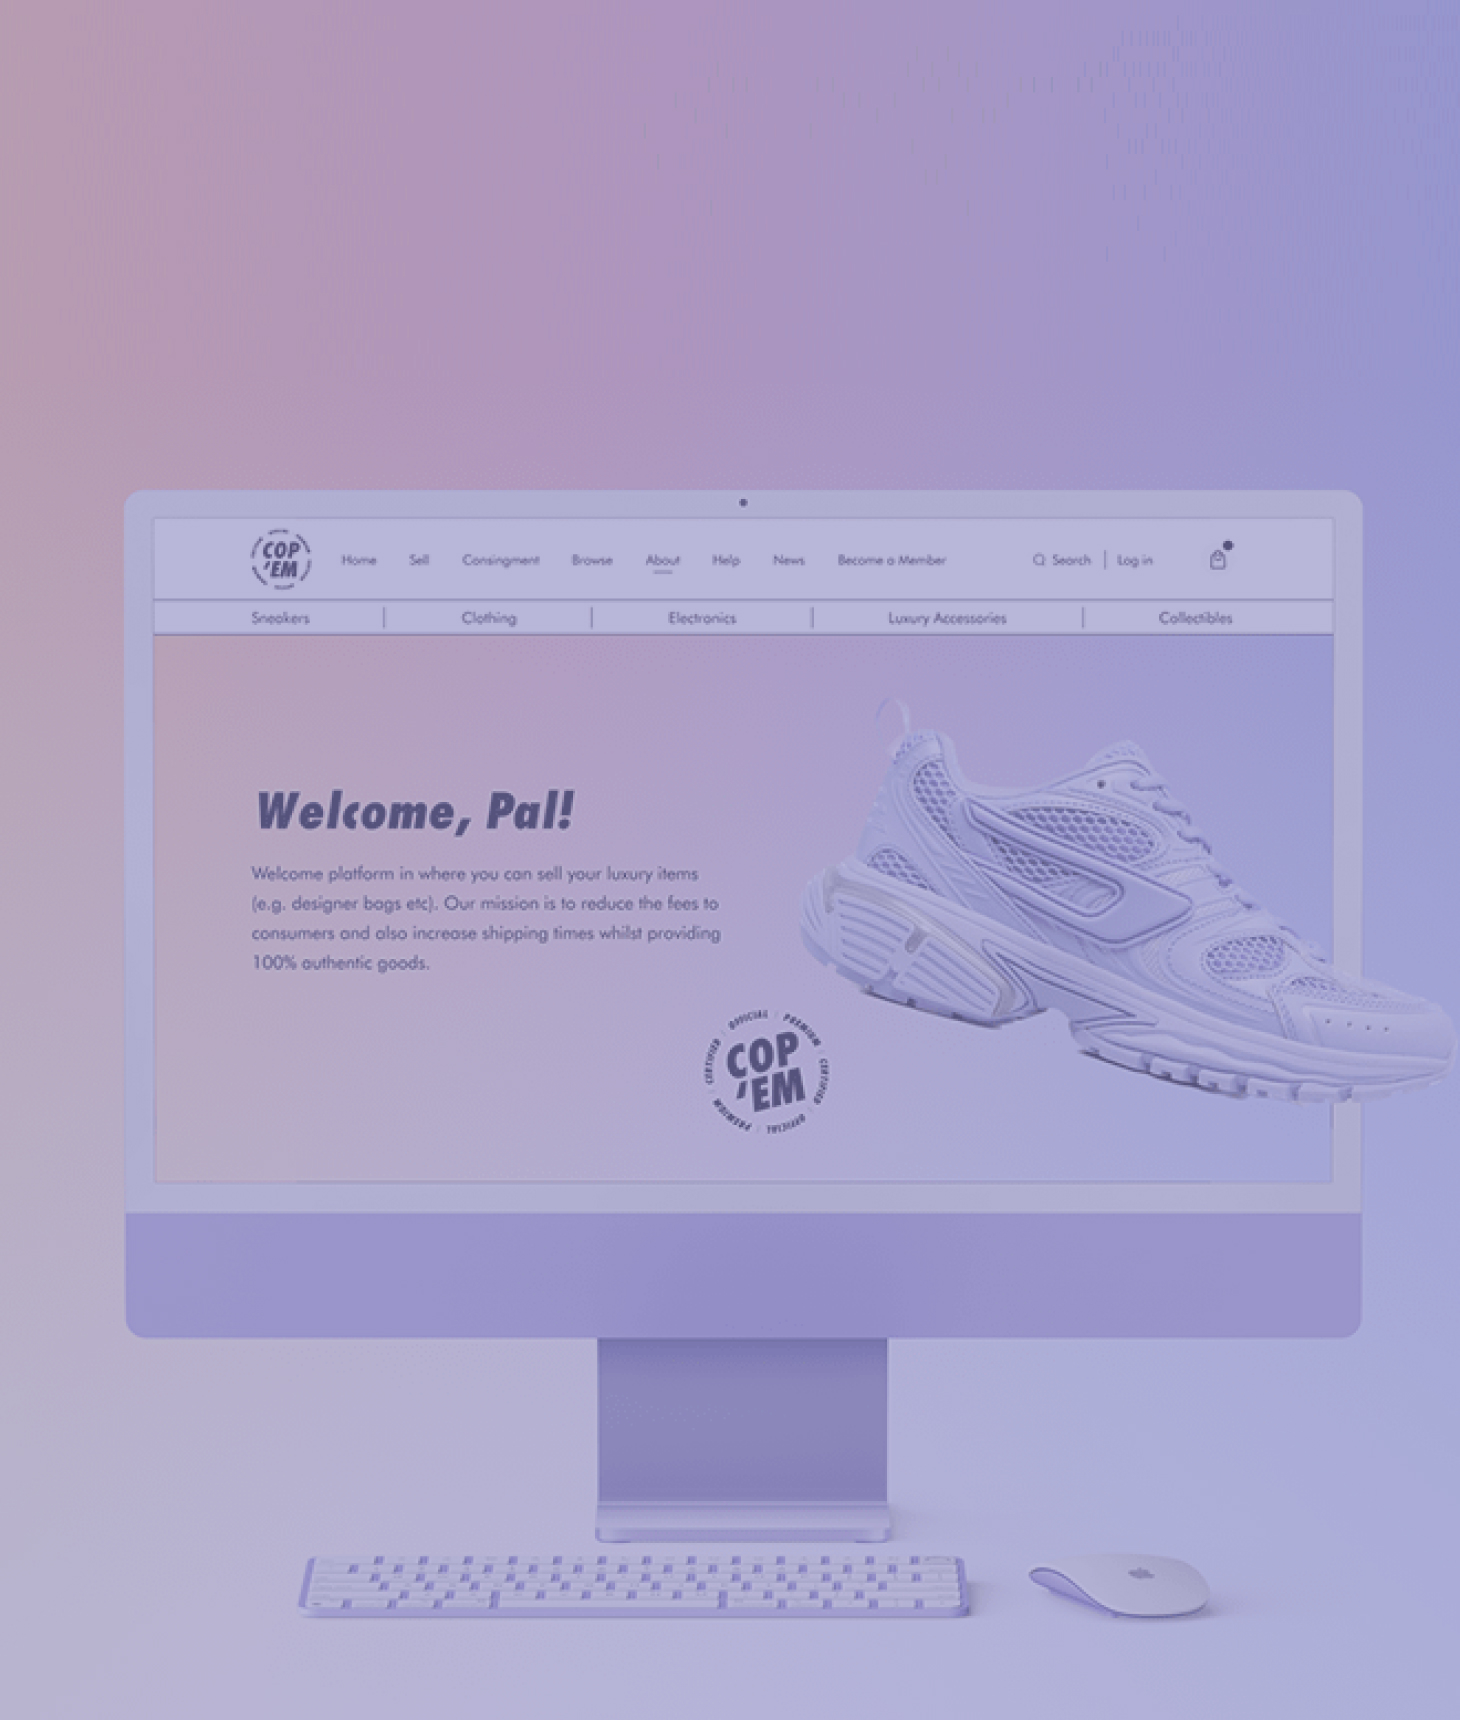 COP
'EM
Home Sell Consingment Browse About Help News Become a Member Search Log in
Sneakers Clothing Electronics Luxury Accessories Collectibles
Welcome, Pal!
Welcome platform in where you can sell your luxury items
(e.g. designer bags etc). Our mission is to reduce the fees to
consumers and also increase shipping times whilst providing
100% authentic goods.
OFFICIAL PREMIUM CERTIFIED OFFICIAL PREMIUM CERTIFIED
COP
'EM